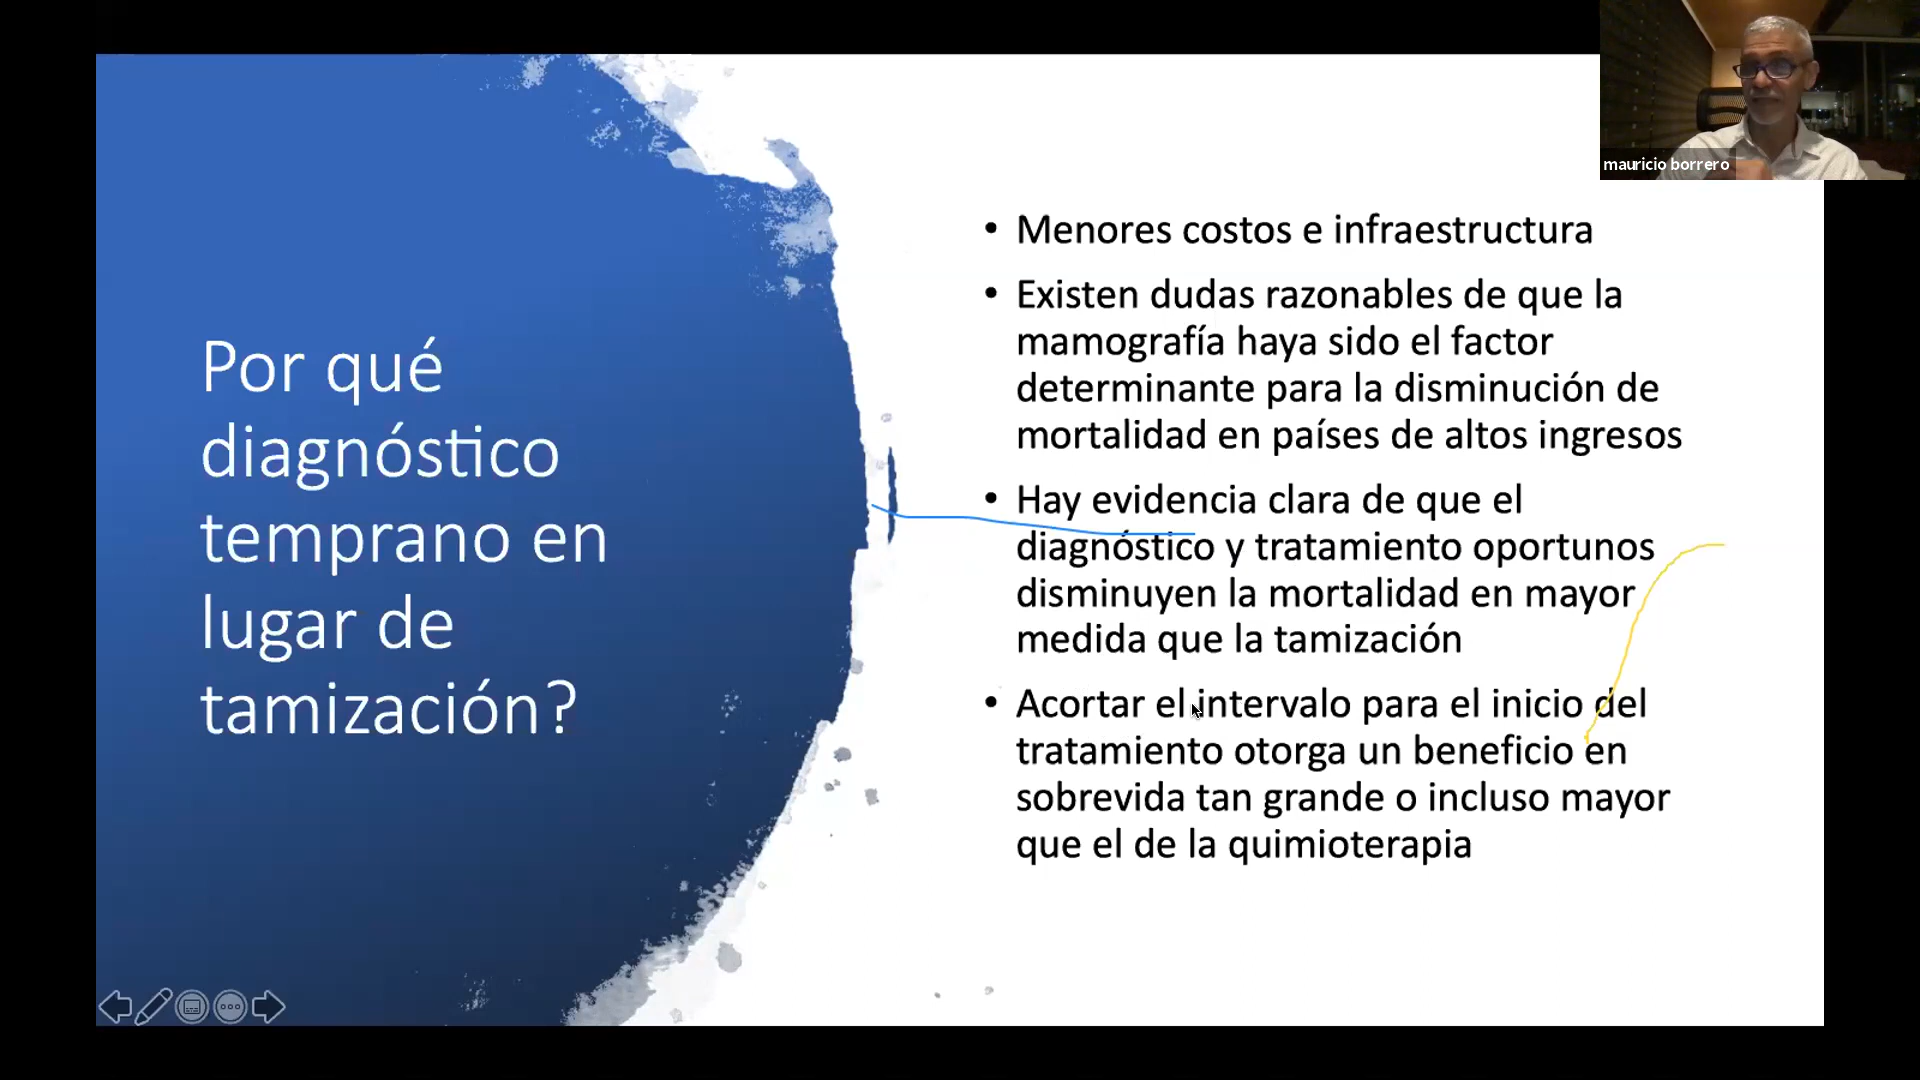 mauricio borrero
Por qué
diagnóstico
temprano en
lugar de
tamización?
• Menores costos e infraestructura
• Existen dudas razonables de que la
mamografía haya sido el factor
determinante para la disminución de
mortalidad en países de altos ingresos
• Hay evidencia clara de que el
diagnóstico y tratamiento oportunos
disminuyen la mortalidad en mayor
medida que la tamización
• Acortar el intervalo para el inicio del
tratamiento otorga un beneficio en
sobrevida tan grande o incluso mayor
que el de la quimioterapia